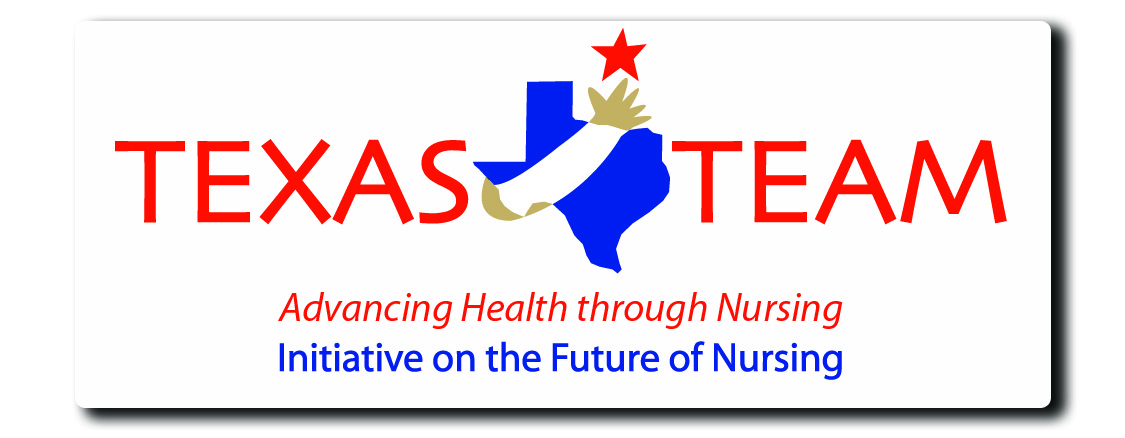 TEXAS TEAM
Advancing Health through Nursing
Initiative on the Future of Nursing